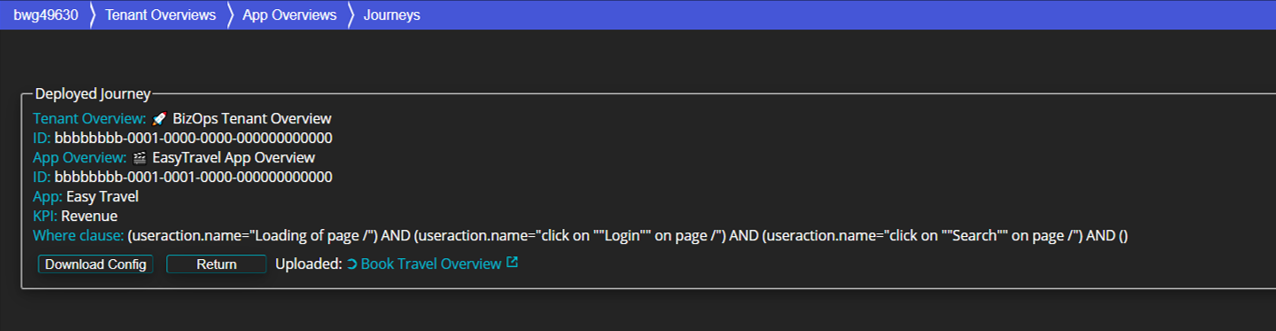 bwg49630 Tenant Overviews App Overviews Journeys
Deployed Journey
Tenant Overview: 🚀 BizOps Tenant Overview
ID: bbbbbbbb-0001-0000-0000-000000000000
App Overview: 🎬 EasyTravel App Overview
ID: bbbbbbbb-0001-0001-0000-000000000000
App: Easy Travel
KPI: Revenue
Where clause: (useraction.name="Loading of page /") AND (useraction.name="click on ""Login"" on page /") AND (useraction.name="click on ""Search"" on page /") AND ()
Download Config Return Uploaded: Book Travel Overview